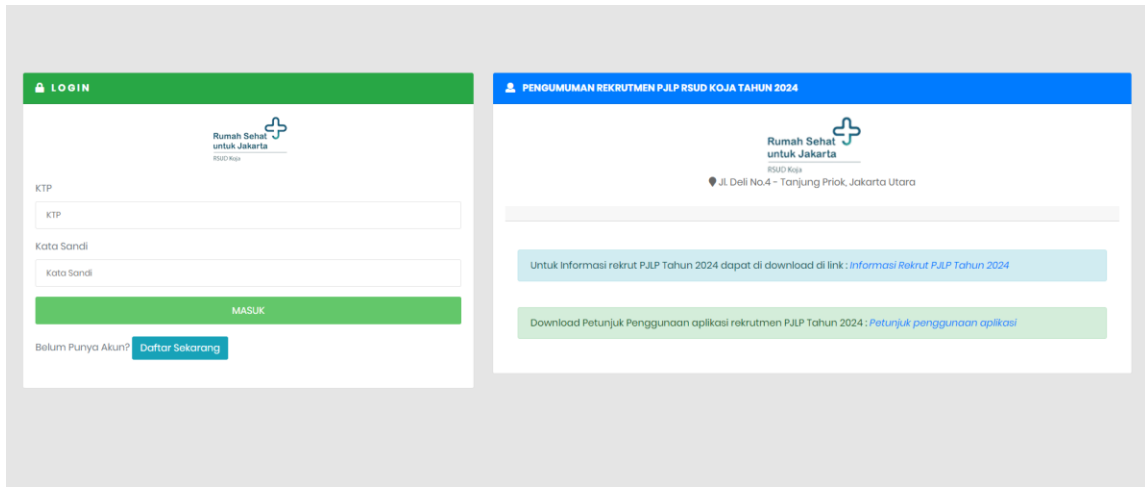 LOGIN
Rumah Sehat
untuk Jakarta
RSUD Koja
KTP
KTP
Kata Sandi
Kata Sandi
MASUK
Belum Punya Akun? Daftar Sekarang
PENGUMUMAN REKRUTMEN PJLP RSUD KOJA TAHUN 2024
Rumah Sehat
untuk Jakarta
RSUD Koja
Jl. Deli No.4 - Tanjung Priok, Jakarta Utara
Untuk Informasi rekrut PJLP Tahun 2024 dapat di download di link : Informasi Rekrut PJLP Tahun 2024
Download Petunjuk Penggunaan aplikasi rekrutmen PJLP Tahun 2024 : Petunjuk penggunaan aplikasi